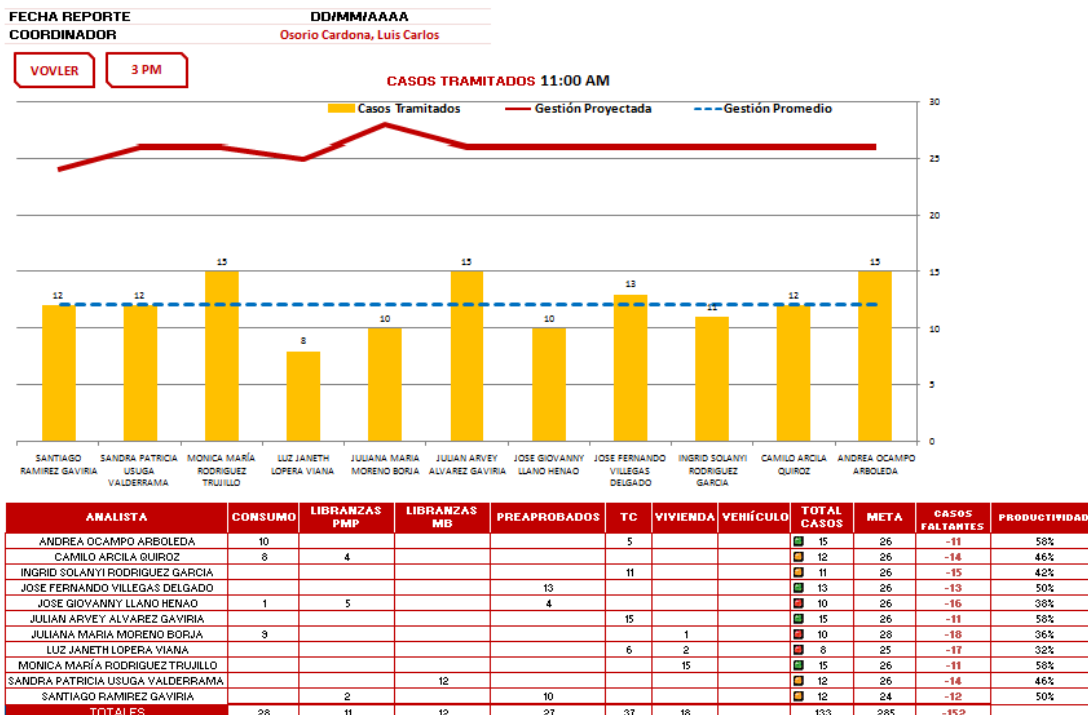 FECHA REPORTE DD/MM/AAAA
COORDINADOR Osorio Cardona, Luis Carlos
VOVLER 3 PM
CASOS TRAMITADOS 11:00 AM
Casos Tramitados Gestión Proyectada Gestión Promedio
30
25
20
15
10
5
0
12 12 15 8 10 15 10 13 11 12 15
SANTIAGO RAMIREZ GAVIRIA
SANDRA PATRICIA USUGA VALDERRAMA
MONICA MARÍA RODRIGUEZ TRUJILLO
LUZ JANETH LOPERA VIANA
JULIANA MARIA MORENO BORJA
JULIAN ARVEY ALVAREZ GAVIRIA
JOSE GIOVANNY LLANO HENAO
JOSE FERNANDO VILLEGAS DELGADO
INGRID SOLANYI RODRIGUEZ GARCIA
CAMILO ARCILA QUIROZ
ANDREA OCAMPO ARBOLEDA
ANALISTA CONSUMO LIBRANZAS PMP LIBRANZAS MB PREAPROBADOS TC VIVIENDA VEHÍCULO TOTAL CASOS META CASOS FALTANTES PRODUCTIVIDAD
ANDREA OCAMPO ARBOLEDA 10 5 15 26 -11 58%
CAMILO ARCILA QUIROZ 8 4 12 26 -14 46%
INGRID SOLANYI RODRIGUEZ GARCIA 11 11 26 -15 42%
JOSE FERNANDO VILLEGAS DELGADO 13 13 26 -13 50%
JOSE GIOVANNY LLANO HENAO 1 5 4 10 26 -16 38%
JULIAN ARVEY ALVAREZ GAVIRIA 15 15 26 -11 58%
JULIANA MARIA MORENO BORJA 9 1 10 28 -18 36%
LUZ JANETH LOPERA VIANA 6 2 8 25 -17 32%
MONICA MARÍA RODRIGUEZ TRUJILLO 15 15 26 -11 58%
SANDRA PATRICIA USUGA VALDERRAMA 12 12 26 -14 46%
SANTIAGO RAMIREZ GAVIRIA 2 10 12 24 -12 50%
TOTALES 28 11 12 27 37 18 133 285 -152